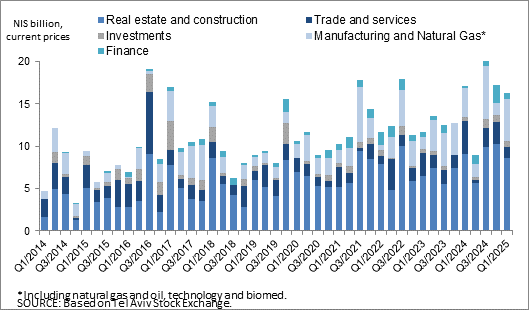 NIS billion,
current prices
Real estate and construction
Trade and services
Investments
Manufacturing and Natural Gas*
Finance
20
15
10
5
0
Q1/2014
Q3/2014
Q1/2015
Q3/2015
Q1/2016
Q3/2016
Q1/2017
Q3/2017
Q1/2018
Q3/2018
Q1/2019
Q3/2019
Q1/2020
Q3/2020
Q1/2021
Q3/2021
Q1/2022
Q3/2022
Q1/2023
Q3/2023
Q1/2024
Q3/2024
Q1/2025
*Including natural gas and oil, technology and biomed.
SOURCE: Based on Tel Aviv Stock Exchange.